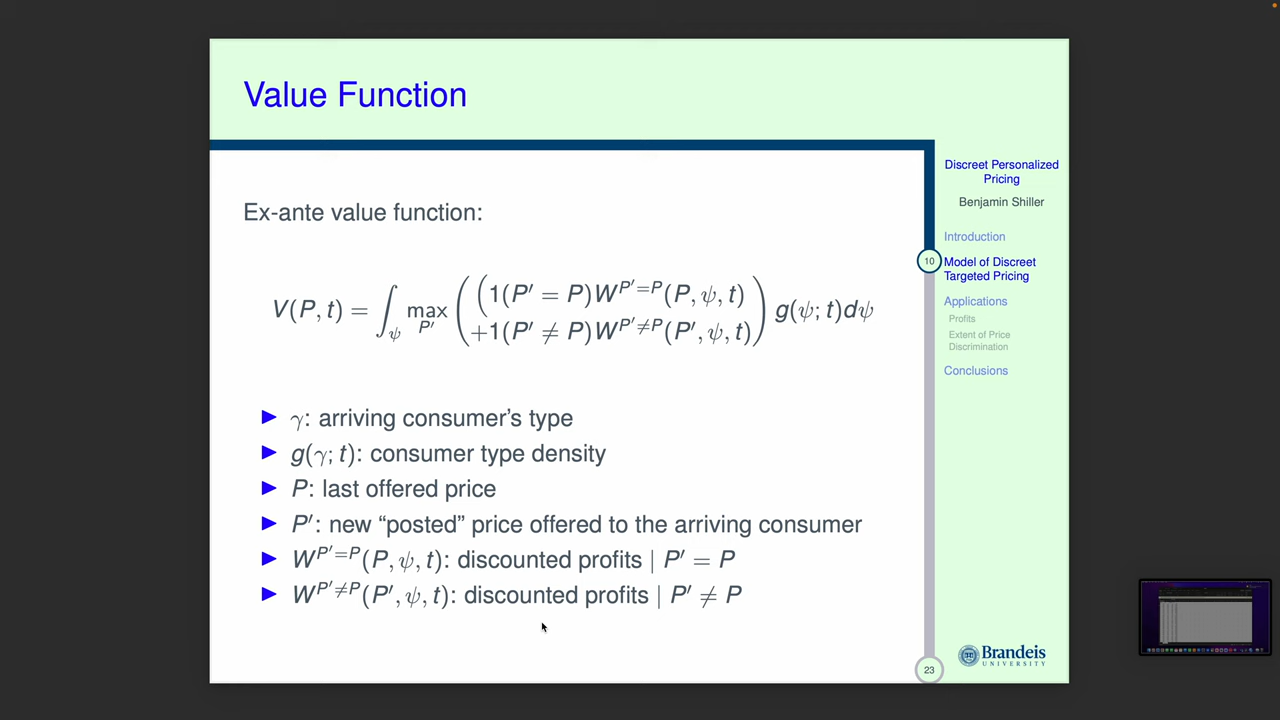 Value Function
Ex-ante value function:
V(P, t) = ∫_ψ max_{P′} ( (1(P′ = P)W^{P′=P}(P, ψ, t)
+1(P′ ≠ P)W^{P′≠P}(P′, ψ, t) ) g(ψ; t)dψ
▶ γ: arriving consumer's type
▶ g(γ; t): consumer type density
▶ P: last offered price
▶ P′: new “posted” price offered to the arriving consumer
▶ W^{P′=P}(P, ψ, t): discounted profits | P′ = P
▶ W^{P′≠P}(P′, ψ, t): discounted profits | P′ ≠ P
Discreet Personalized
Pricing
Benjamin Shiller
Introduction
10
Model of Discreet
Targeted Pricing
Applications
Profits
Extent of Price
Discrimination
Conclusions
Brandeis
UNIVERSITY
23